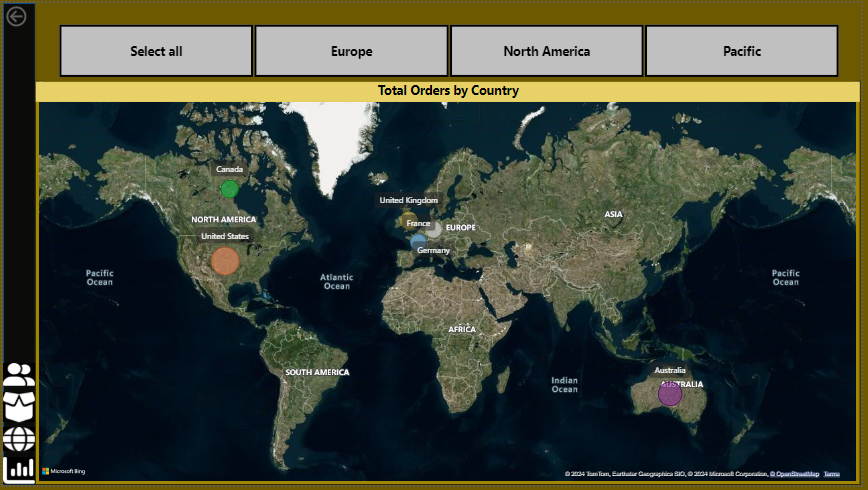 Select all
Europe
North America
Pacific
Total Orders by Country
Canada
United Kingdom
NORTH AMERICA
ASIA
France
EUROPE
United States
Germany
Pacific
Ocean
Atlantic
Ocean
Pacific
Ocean
AFRICA
SOUTH AMERICA
Australia
Indian
Ocean
AUSTRALIA
Microsoft Bing
© 2024 TomTom, Earthstar Geographics SIO, © 2024 Microsoft Corporation, © OpenStreetMap Terms